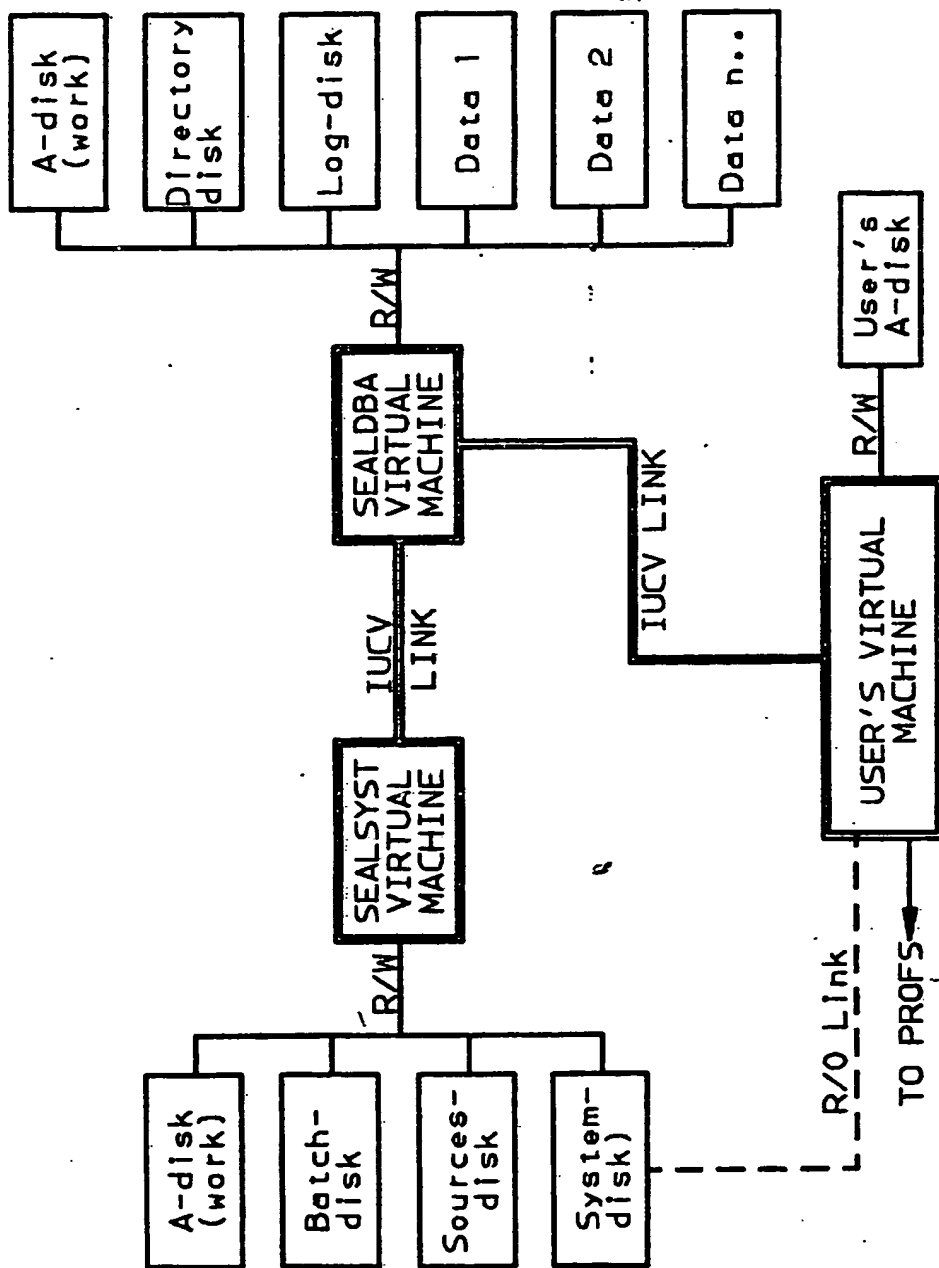 A-disk
(work)
Batch-
disk
Sources-
disk
System-
disk)
R/W
SEALSYST
VIRTUAL
MACHINE
IUCV
LINK
SEALDBA
VIRTUAL
MACHINE
R/W
A-disk
(work)
Directory
disk
Log-disk
Data 1
Data 2
Data n..
IUCV LINK
R/O Link
TO PROFS
USER'S VIRTUAL
MACHINE
R/W
User's
A-disk